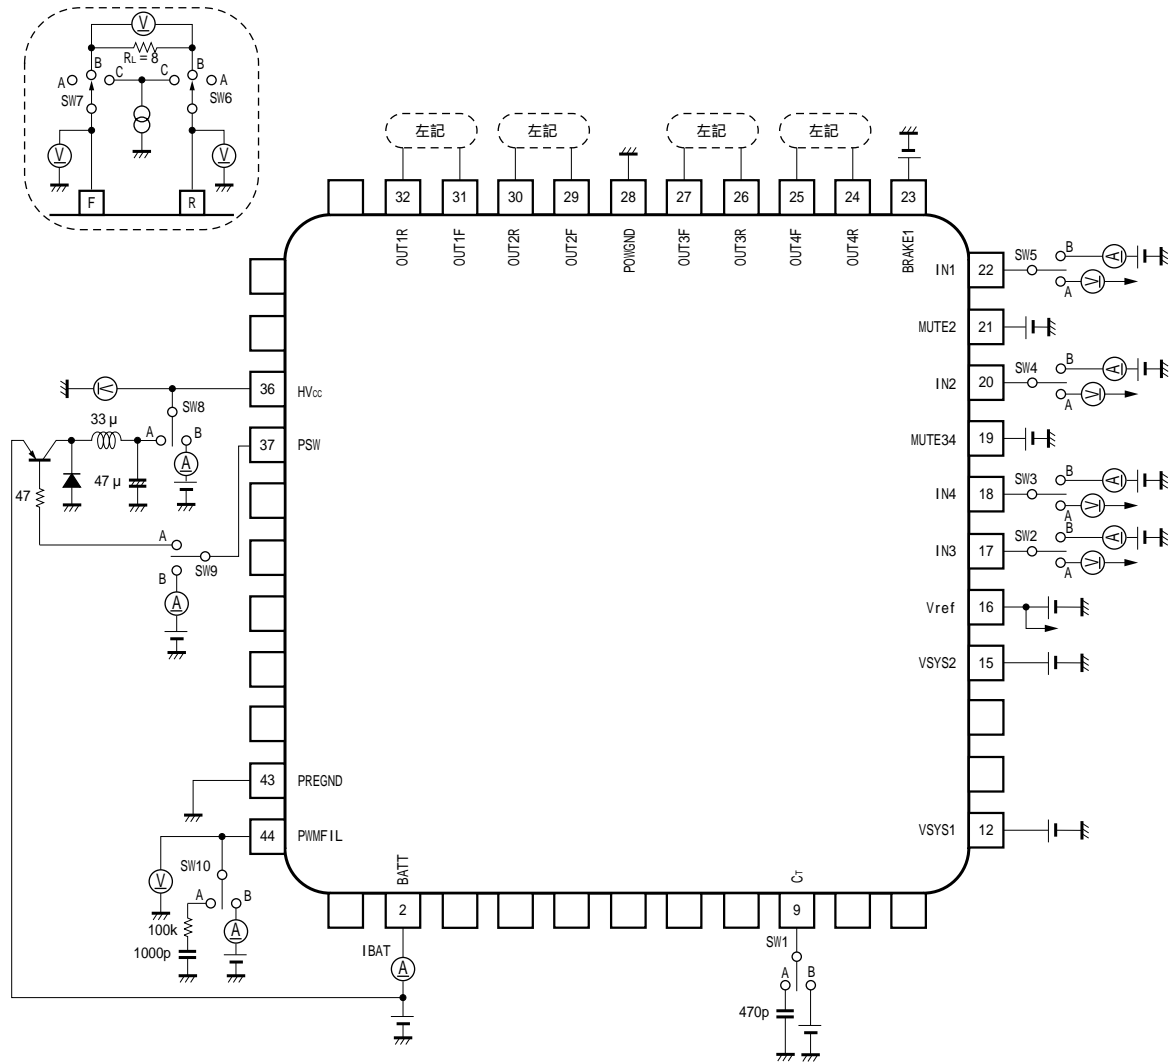 V
RL = 8
A B C C B A
SW7 SW6
V V
F R
左記 左記 左記 左記
32 31 30 29 28 27 26 25 24 23
OUT1R OUT1F OUT2R OUT2F POWGND OUT3F OUT3R OUT4F OUT4R BRAKE1
IN1 22 SW5 B A
A V
MUTE2 21
IN2 20 SW4 B A
A V
MUTE34 19
IN4 18 SW3 B A
A V
IN3 17 SW2 B A
A V
Vref 16
VSYS2 15
VSYS1 12
V 36 HVcc
SW8
33 μ A B
37 PSW
A
47 47 μ
A
SW9
B
A
43 PREGND
44 PWMFIL
SW10
V
A B
100k A
1000p
BATT CT
2 9
IBAT A
SW1
A B
470p